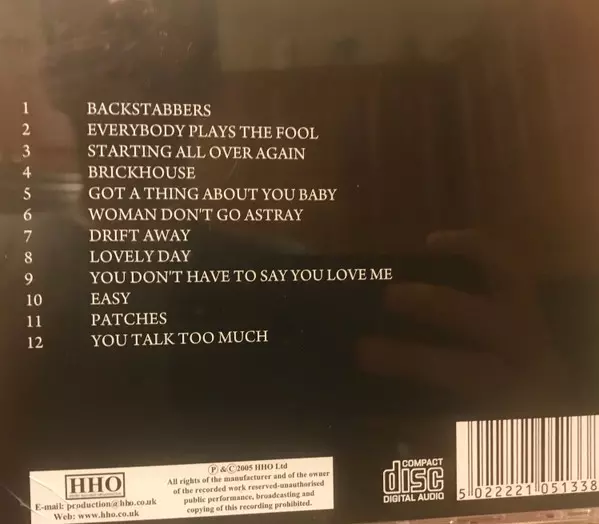 1 BACKSTABBERS
2 EVERYBODY PLAYS THE FOOL
3 STARTING ALL OVER AGAIN
4 BRICKHOUSE
5 GOT A THING ABOUT YOU BABY
6 WOMAN DON'T GO ASTRAY
7 DRIFT AWAY
8 LOVELY DAY
9 YOU DON'T HAVE TO SAY YOU LOVE ME
10 EASY
11 PATCHES
12 YOU TALK TOO MUCH
HHO
E-mail: production@hho.co.uk
Web: www.hho.co.uk
Ⓟ &©2005 HHO Ltd
All rights of the manufacturer and of the owner
of the recorded work reserved-unauthorised
public performance, broadcasting and
copying of this recording prohibited.
COMPACT
disc
DIGITAL AUDIO
5 022221 051338